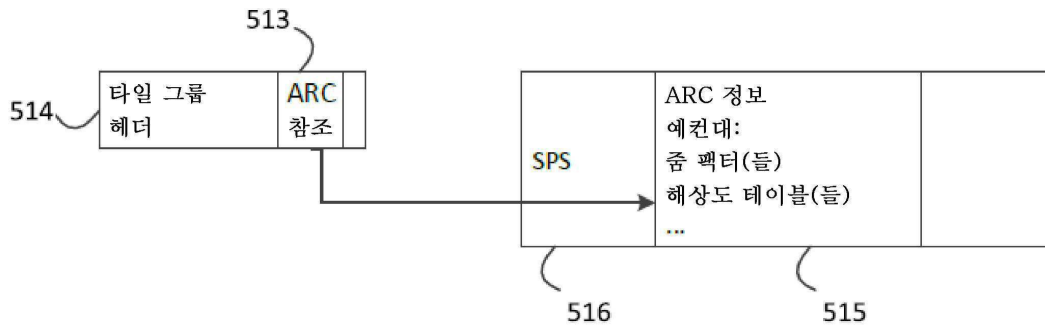 513
514
타일 그룹
헤더
ARC
참조
SPS
ARC 정보
예컨대:
줌 팩터(들)
해상도 테이블(들)
...
516
515